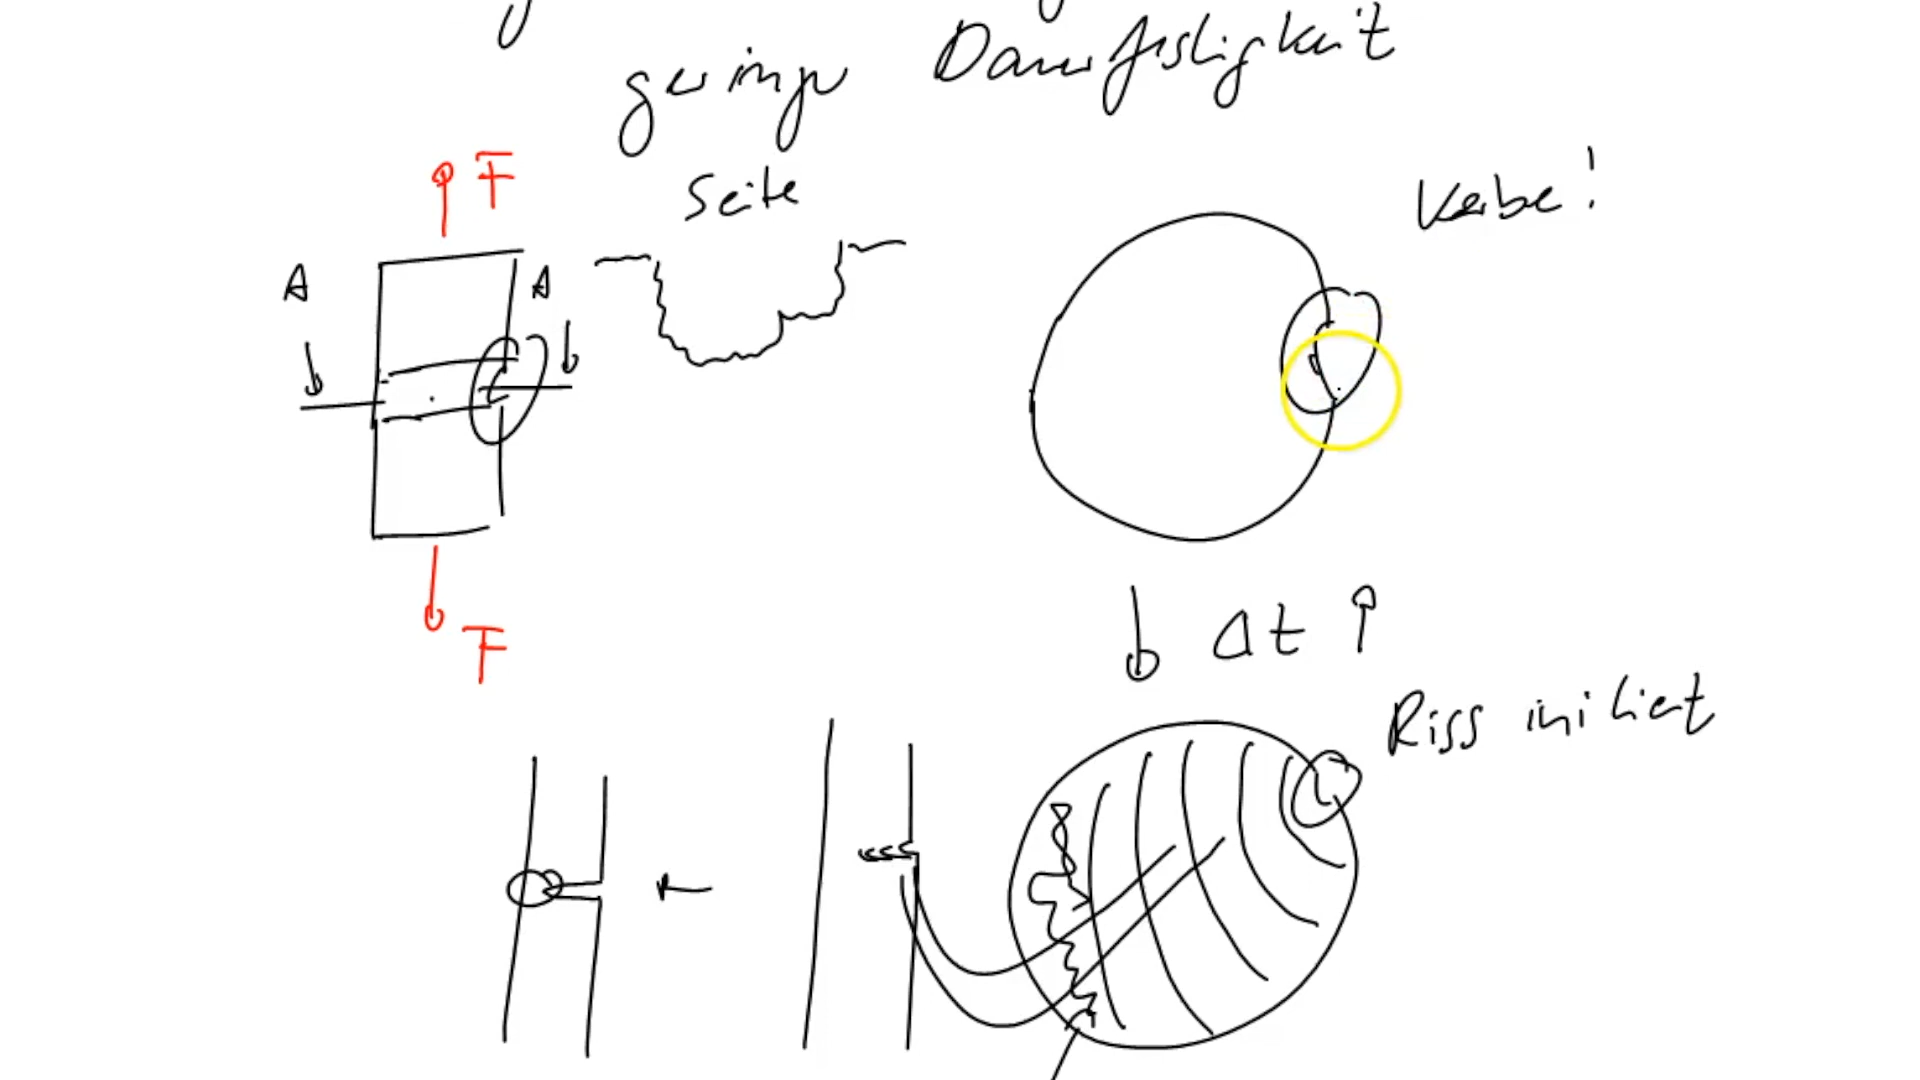 geringe Dauerfestigkeit
F
Seite
Kerbe!
A
A
Δt ↑
F
Riss initiiert